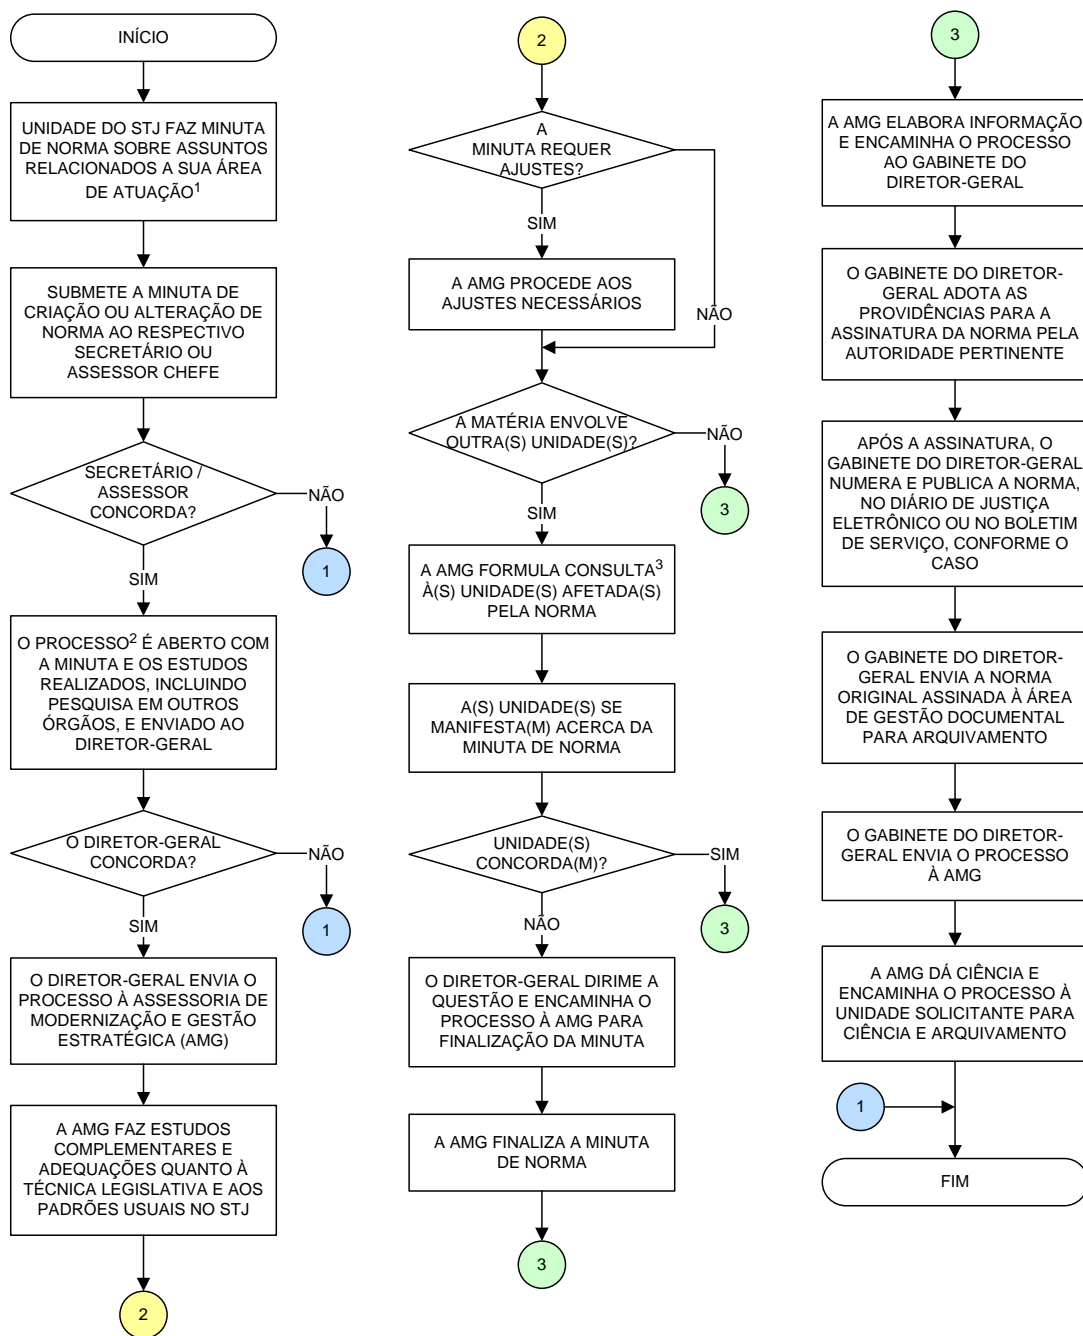 INÍCIO
UNIDADE DO STJ FAZ MINUTA
DE NORMA SOBRE ASSUNTOS
RELACIONADOS A SUA ÁREA
DE ATUAÇÃO¹
SUBMETE A MINUTA DE
CRIAÇÃO OU ALTERAÇÃO DE
NORMA AO RESPECTIVO
SECRETÁRIO OU
ASSESSOR CHEFE
SECRETÁRIO /
ASSESSOR
CONCORDA?
NÃO
1
SIM
O PROCESSO² É ABERTO COM
A MINUTA E OS ESTUDOS
REALIZADOS, INCLUINDO
PESQUISA EM OUTROS
ÓRGÃOS, E ENVIADO AO
DIRETOR-GERAL
O DIRETOR-GERAL
CONCORDA?
NÃO
1
SIM
O DIRETOR-GERAL ENVIA O
PROCESSO À ASSESSORIA DE
MODERNIZAÇÃO E GESTÃO
ESTRATÉGICA (AMG)
A AMG FAZ ESTUDOS
COMPLEMENTARES E
ADEQUAÇÕES QUANTO À
TÉCNICA LEGISLATIVA E AOS
PADRÕES USUAIS NO STJ
2
2
A
MINUTA REQUER
AJUSTES?
SIM
NÃO
A AMG PROCEDE AOS
AJUSTES NECESSÁRIOS
A MATÉRIA ENVOLVE
OUTRA(S) UNIDADE(S)?
NÃO
3
SIM
A AMG FORMULA CONSULTA³
À(S) UNIDADE(S) AFETADA(S)
PELA NORMA
A(S) UNIDADE(S) SE
MANIFESTA(M) ACERCA DA
MINUTA DE NORMA
UNIDADE(S)
CONCORDA(M)?
SIM
3
NÃO
O DIRETOR-GERAL DIRIME A
QUESTÃO E ENCAMINHA O
PROCESSO À AMG PARA
FINALIZAÇÃO DA MINUTA
A AMG FINALIZA A MINUTA
DE NORMA
3
3
A AMG ELABORA INFORMAÇÃO
E ENCAMINHA O PROCESSO
AO GABINETE DO
DIRETOR-GERAL
O GABINETE DO DIRETOR-
GERAL ADOTA AS
PROVIDÊNCIAS PARA A
ASSINATURA DA NORMA PELA
AUTORIDADE PERTINENTE
APÓS A ASSINATURA, O
GABINETE DO DIRETOR-GERAL
NUMERA E PUBLICA A NORMA,
NO DIÁRIO DE JUSTIÇA
ELETRÔNICO OU NO BOLETIM
DE SERVIÇO, CONFORME O
CASO
O GABINETE DO DIRETOR-
GERAL ENVIA A NORMA
ORIGINAL ASSINADA À ÁREA
DE GESTÃO DOCUMENTAL
PARA ARQUIVAMENTO
O GABINETE DO DIRETOR-
GERAL ENVIA O PROCESSO
À AMG
A AMG DÁ CIÊNCIA E
ENCAMINHA O PROCESSO À
UNIDADE SOLICITANTE PARA
CIÊNCIA E ARQUIVAMENTO
1
FIM